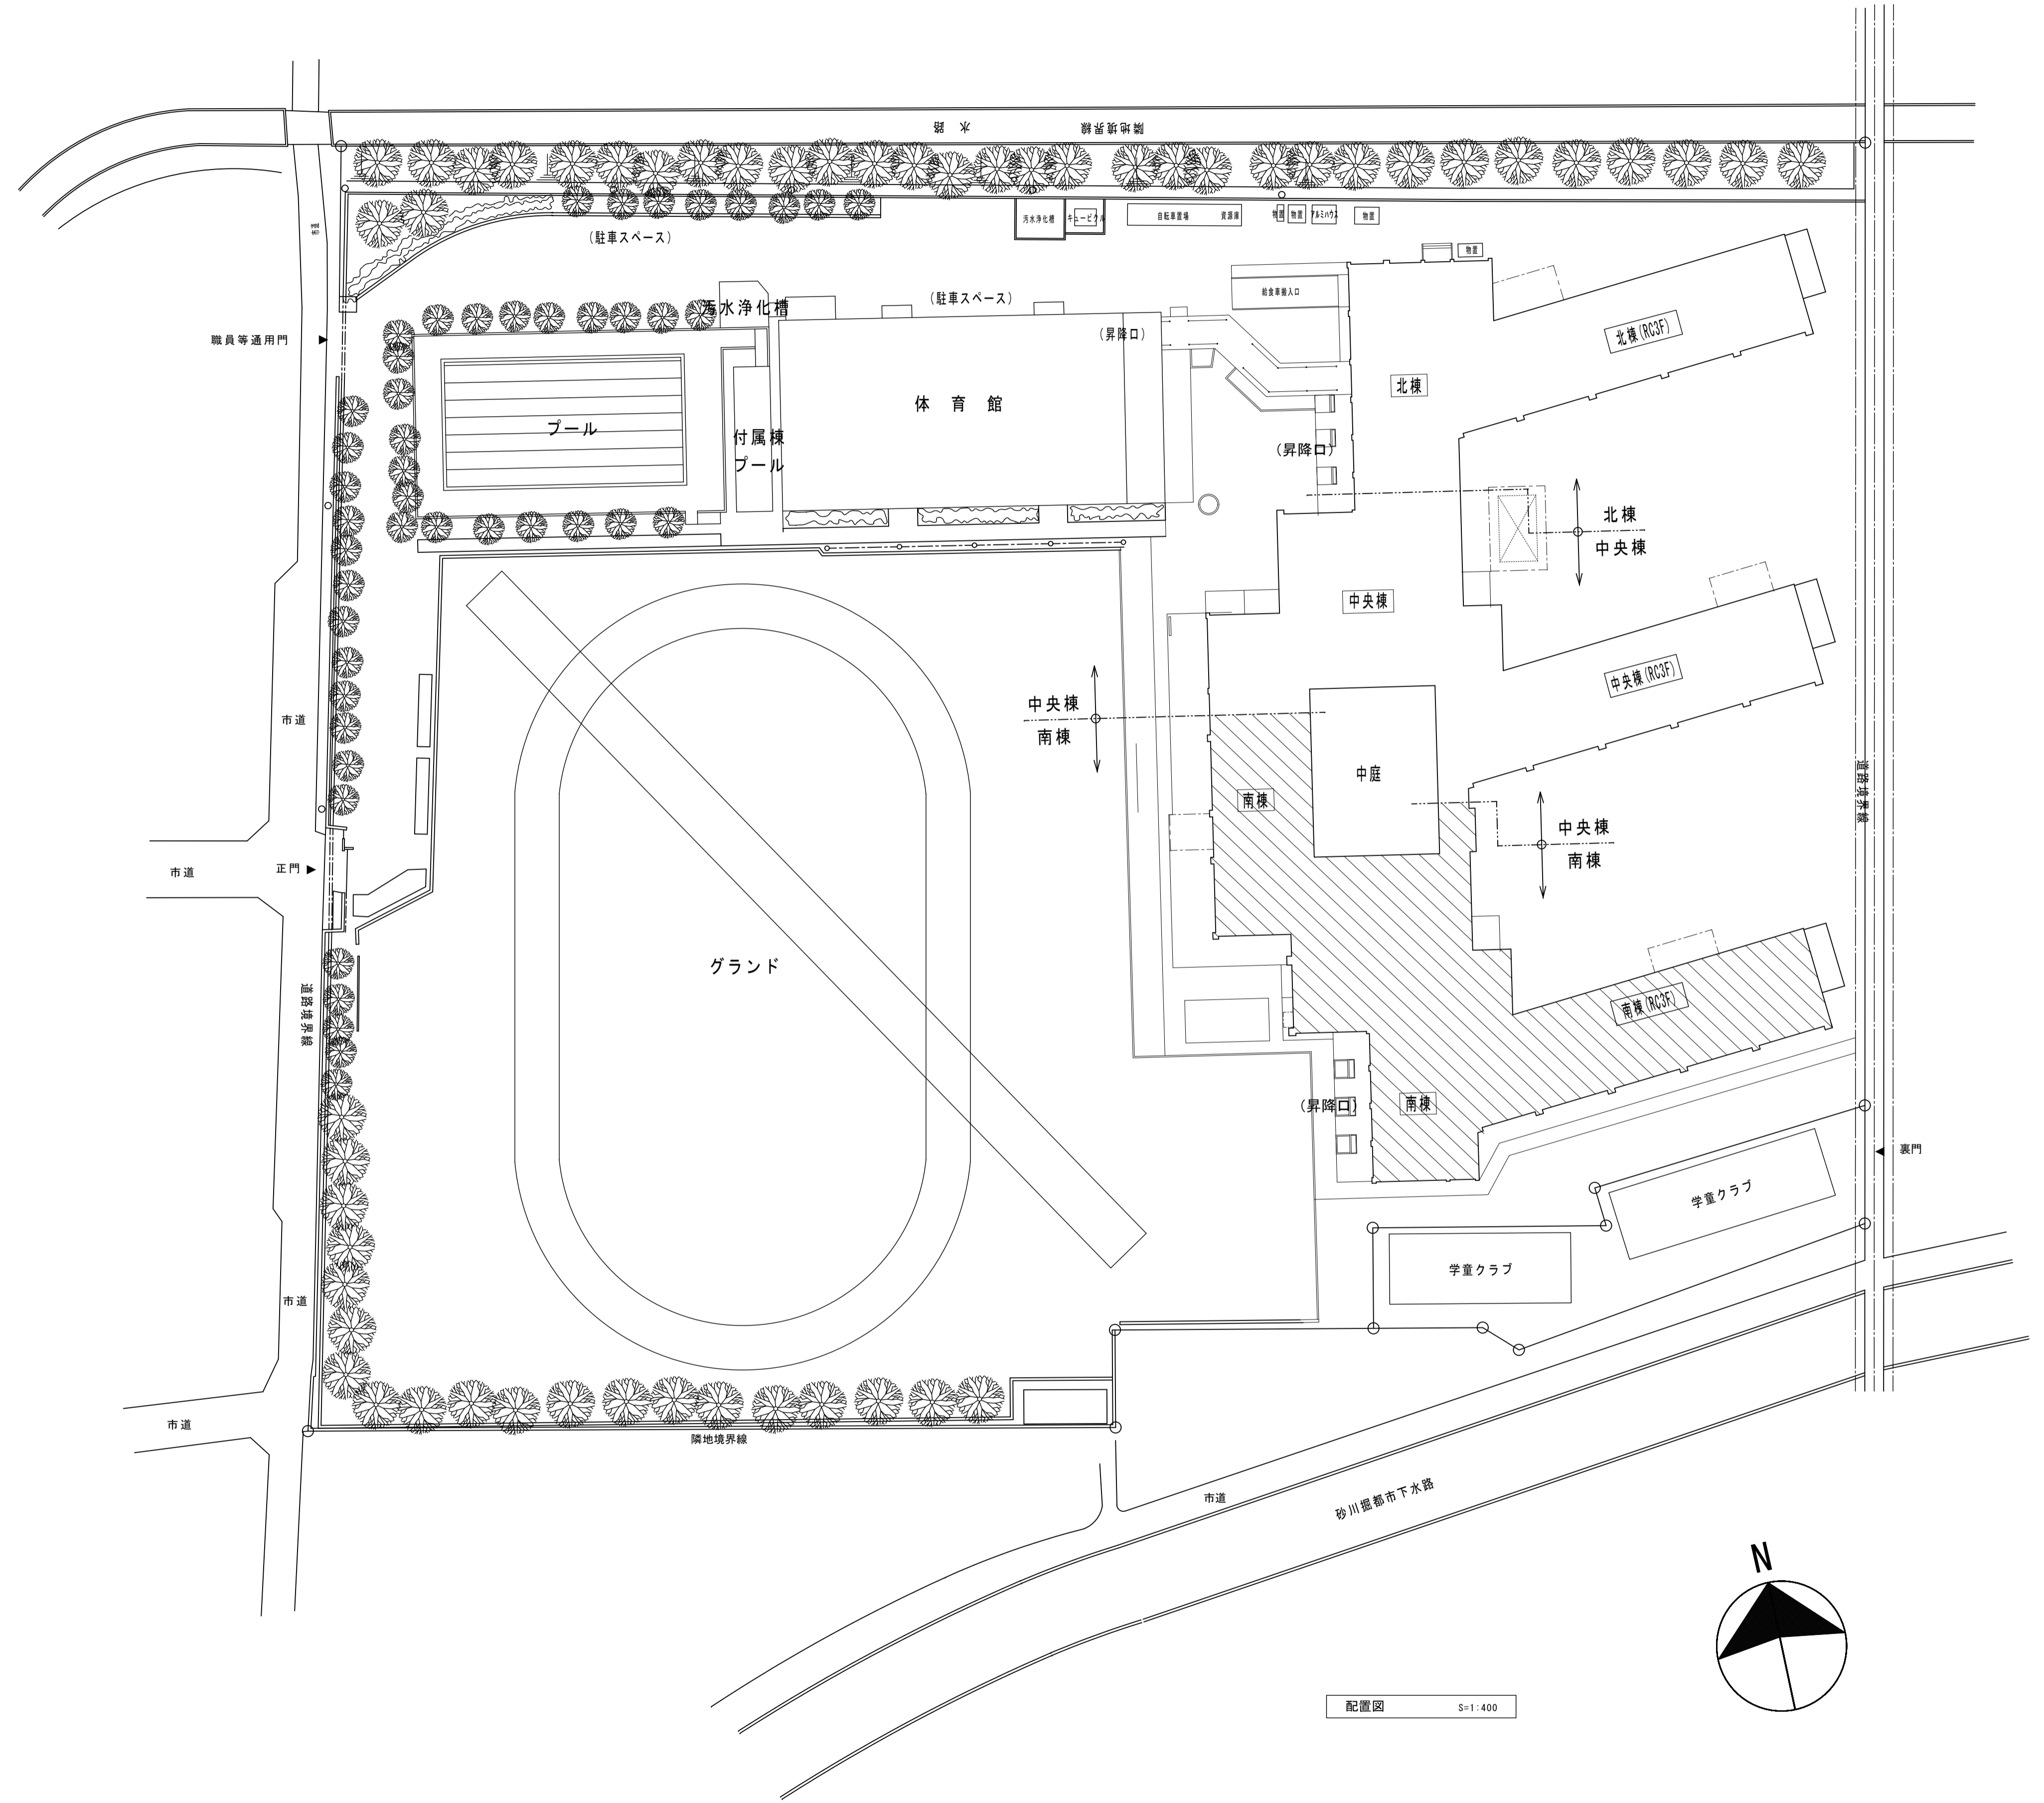 水 路
隣地境界線
市道
汚水浄化槽
キュービクル
自転車置場
資源庫
物置
物置
アルミハウス
物置
(駐車スペース)
物置
給食車搬入口
汚水浄化槽
(駐車スペース)
(昇降口)
職員等通用門
北棟(RC3F)
北棟
体 育 館
プール
付属棟
プール
(昇降口)
北棟
中央棟
中央棟
中央棟(RC3F)
中央棟
南棟
市道
中庭
南棟
道路境界線
中央棟
南棟
正門
市道
グランド
道路境界線
南棟(RC3F)
(昇降口)
南棟
裏門
学童クラブ
学童クラブ
市道
市道
隣地境界線
市道
砂川掘都市下水路
N
配置図 S=1:400